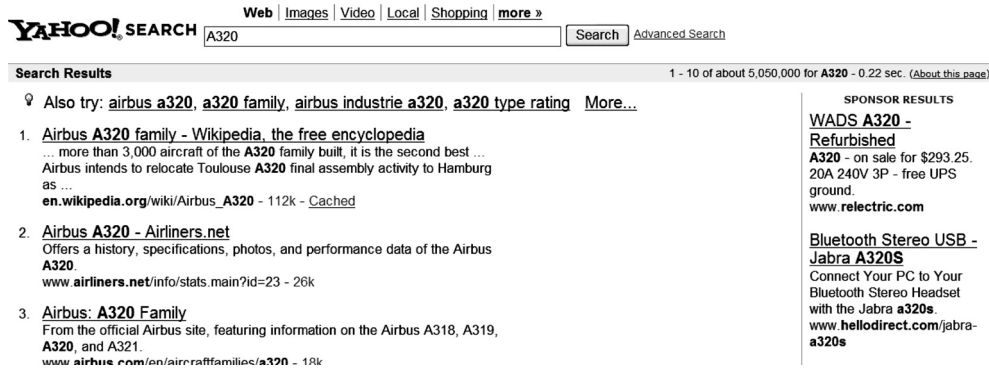 Web | Images | Video | Local | Shopping | more »
YAHOO! SEARCH A320 Search Advanced Search
Search Results 1 - 10 of about 5,050,000 for A320 - 0.22 sec. (About this page)
Also try: airbus a320, a320 family, airbus industrie a320, a320 type rating More...
1. Airbus A320 family - Wikipedia, the free encyclopedia
... more than 3,000 aircraft of the A320 family built, it is the second best ...
Airbus intends to relocate Toulouse A320 final assembly activity to Hamburg
as ...
en.wikipedia.org/wiki/Airbus_A320 - 112k - Cached
2. Airbus A320 - Airliners.net
Offers a history, specifications, photos, and performance data of the Airbus
A320.
www.airliners.net/info/stats.main?id=23 - 26k
3. Airbus: A320 Family
From the official Airbus site, featuring information on the Airbus A318, A319,
A320, and A321.
www.airbus.com/en/aircraftfamilies/a320 - 18k
SPONSOR RESULTS
WADS A320 -
Refurbished
A320 - on sale for $293.25.
20A 240V 3P - free UPS
ground.
www.relectric.com
Bluetooth Stereo USB -
Jabra A320S
Connect Your PC to Your
Bluetooth Stereo Headset
with the Jabra a320s.
www.hellodirect.com/jabra-
a320s